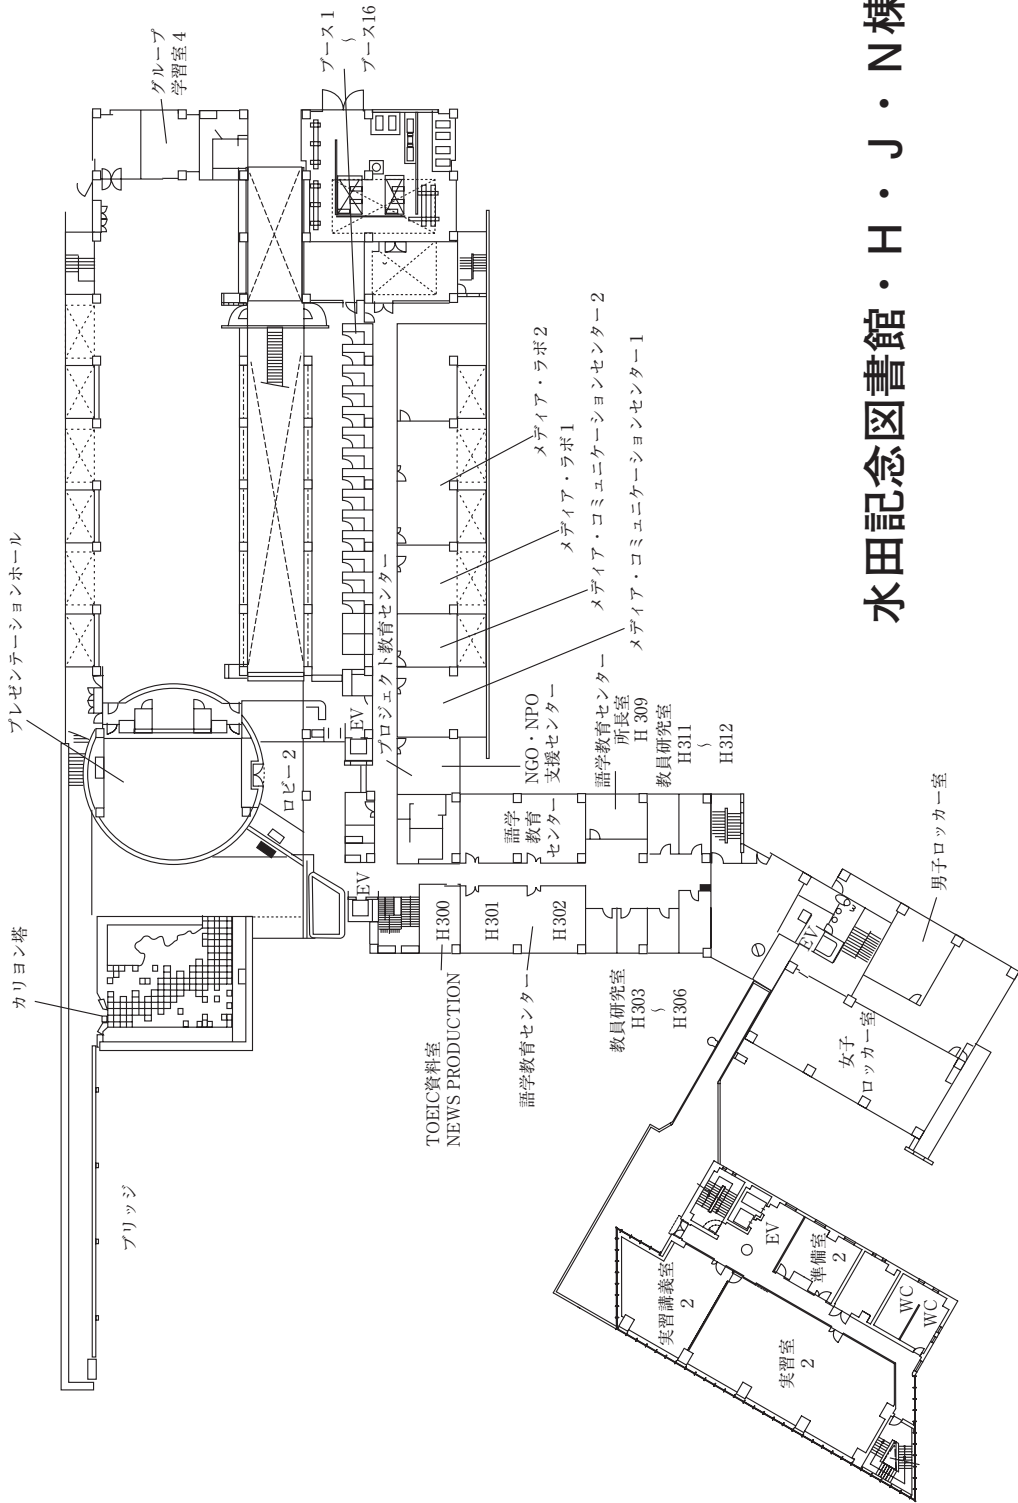 水田記念図書館・H・J・N棟
グループ
学習室4
ブース1
〜
ブース16
プレゼンテーションホール
カリヨン塔
ブリッジ
ロビー2
EV
EV
プロジェクト教育センター
メディア・ラボ2
メディア・ラボ1
メディア・コミュニケーションセンター2
メディア・コミュニケーションセンター1
NGO・NPO
支援センター
語学教育センター
所長室
H 309
教員研究室
H311
〜
H312
語学
教育
センター
H300
H301
H302
TOEIC資料室
NEWS PRODUCTION
語学教育センター
教員研究室
H303
〜
H306
男子ロッカー室
EV
女子
ロッカー室
EV
準備室
2
WC
WC
実習講義室
2
実習室
2